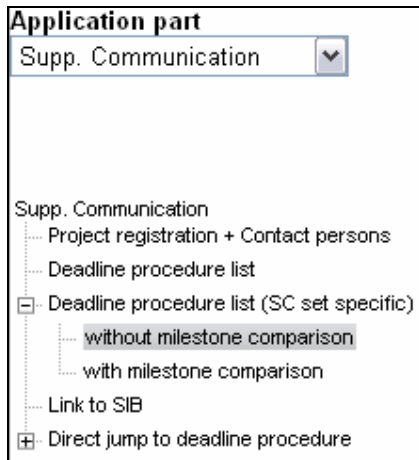 Application part
Supp. Communication
Supp. Communication
Project registration + Contact persons
Deadline procedure list
Deadline procedure list (SC set specific)
without milestone comparison
with milestone comparison
Link to SIB
Direct jump to deadline procedure